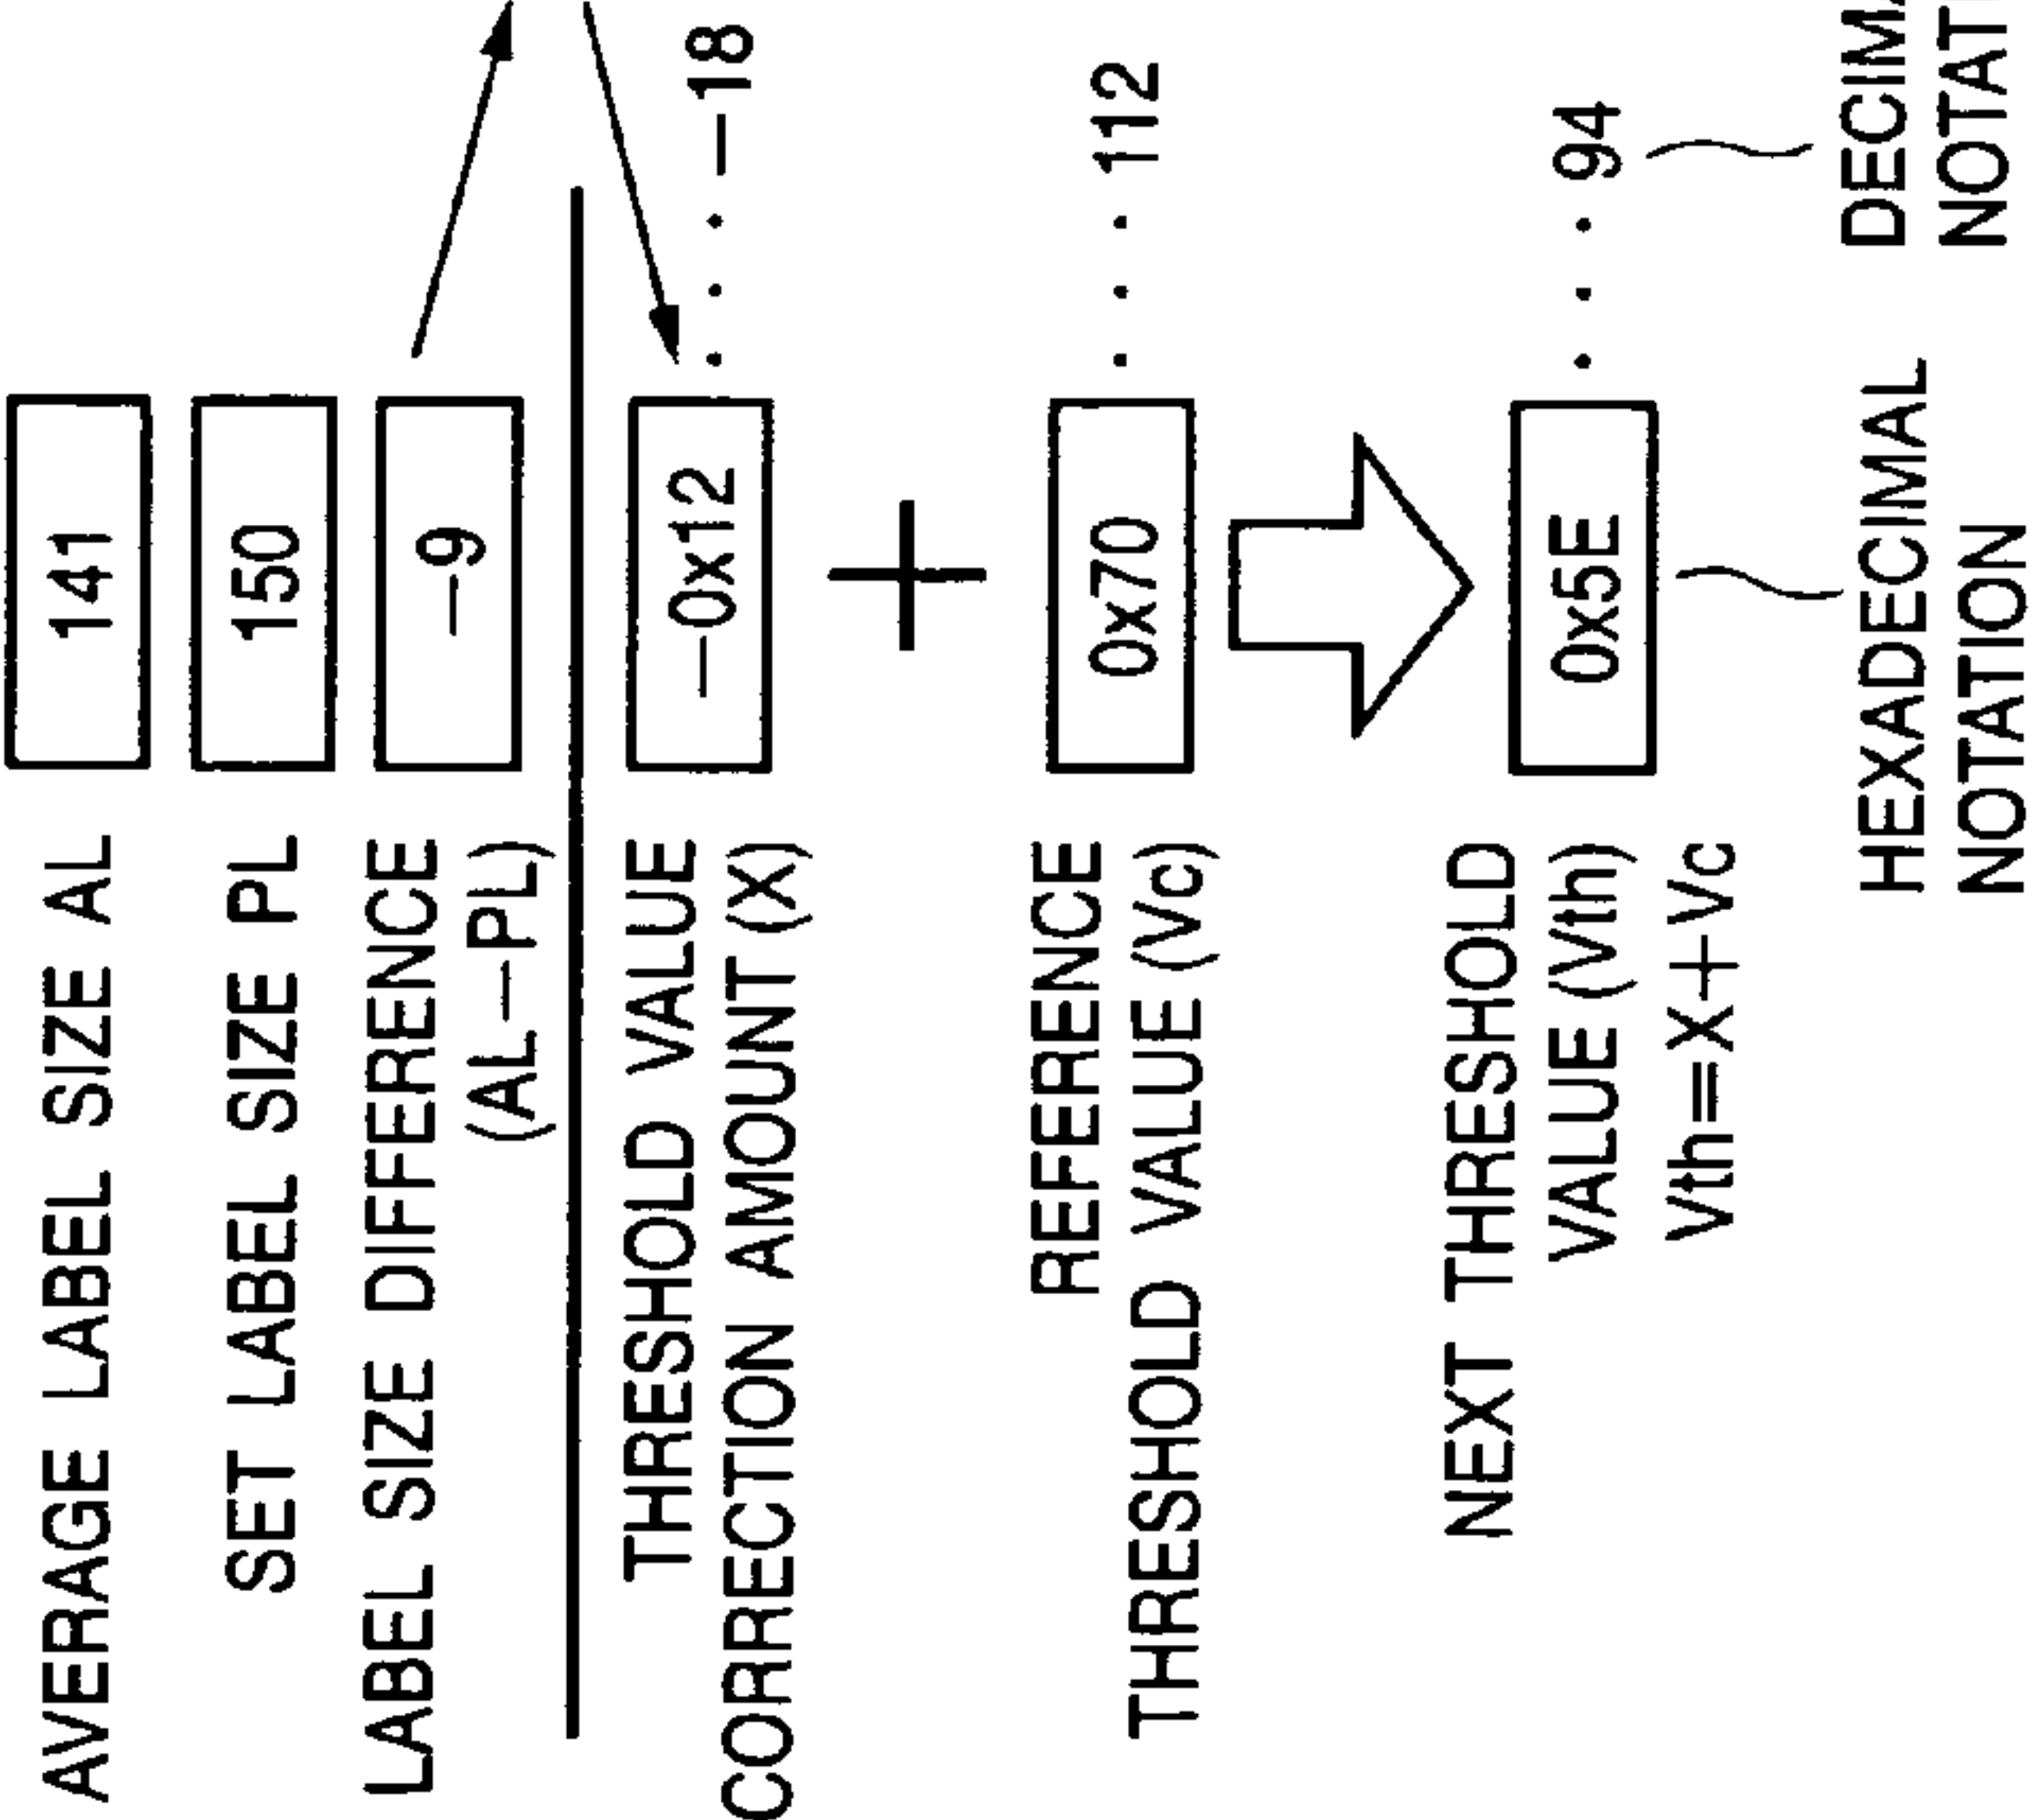 AVERAGE LABEL SIZE AL 141
SET LABEL SIZE PL 150
LABEL SIZE DIFFERENCE
(AL—PL) —9
THRESHOLD VALUE
CORRECTION AMOUNT (X) —0x12 · · · —18
+
REFERENCE
THRESHOLD VALUE (Vc) 0x70 · · · 112
NEXT THRESHOLD
VALUE (Vth) 0x5E · · · 94
Vth=X+Vc
HEXADECIMAL
NOTATION